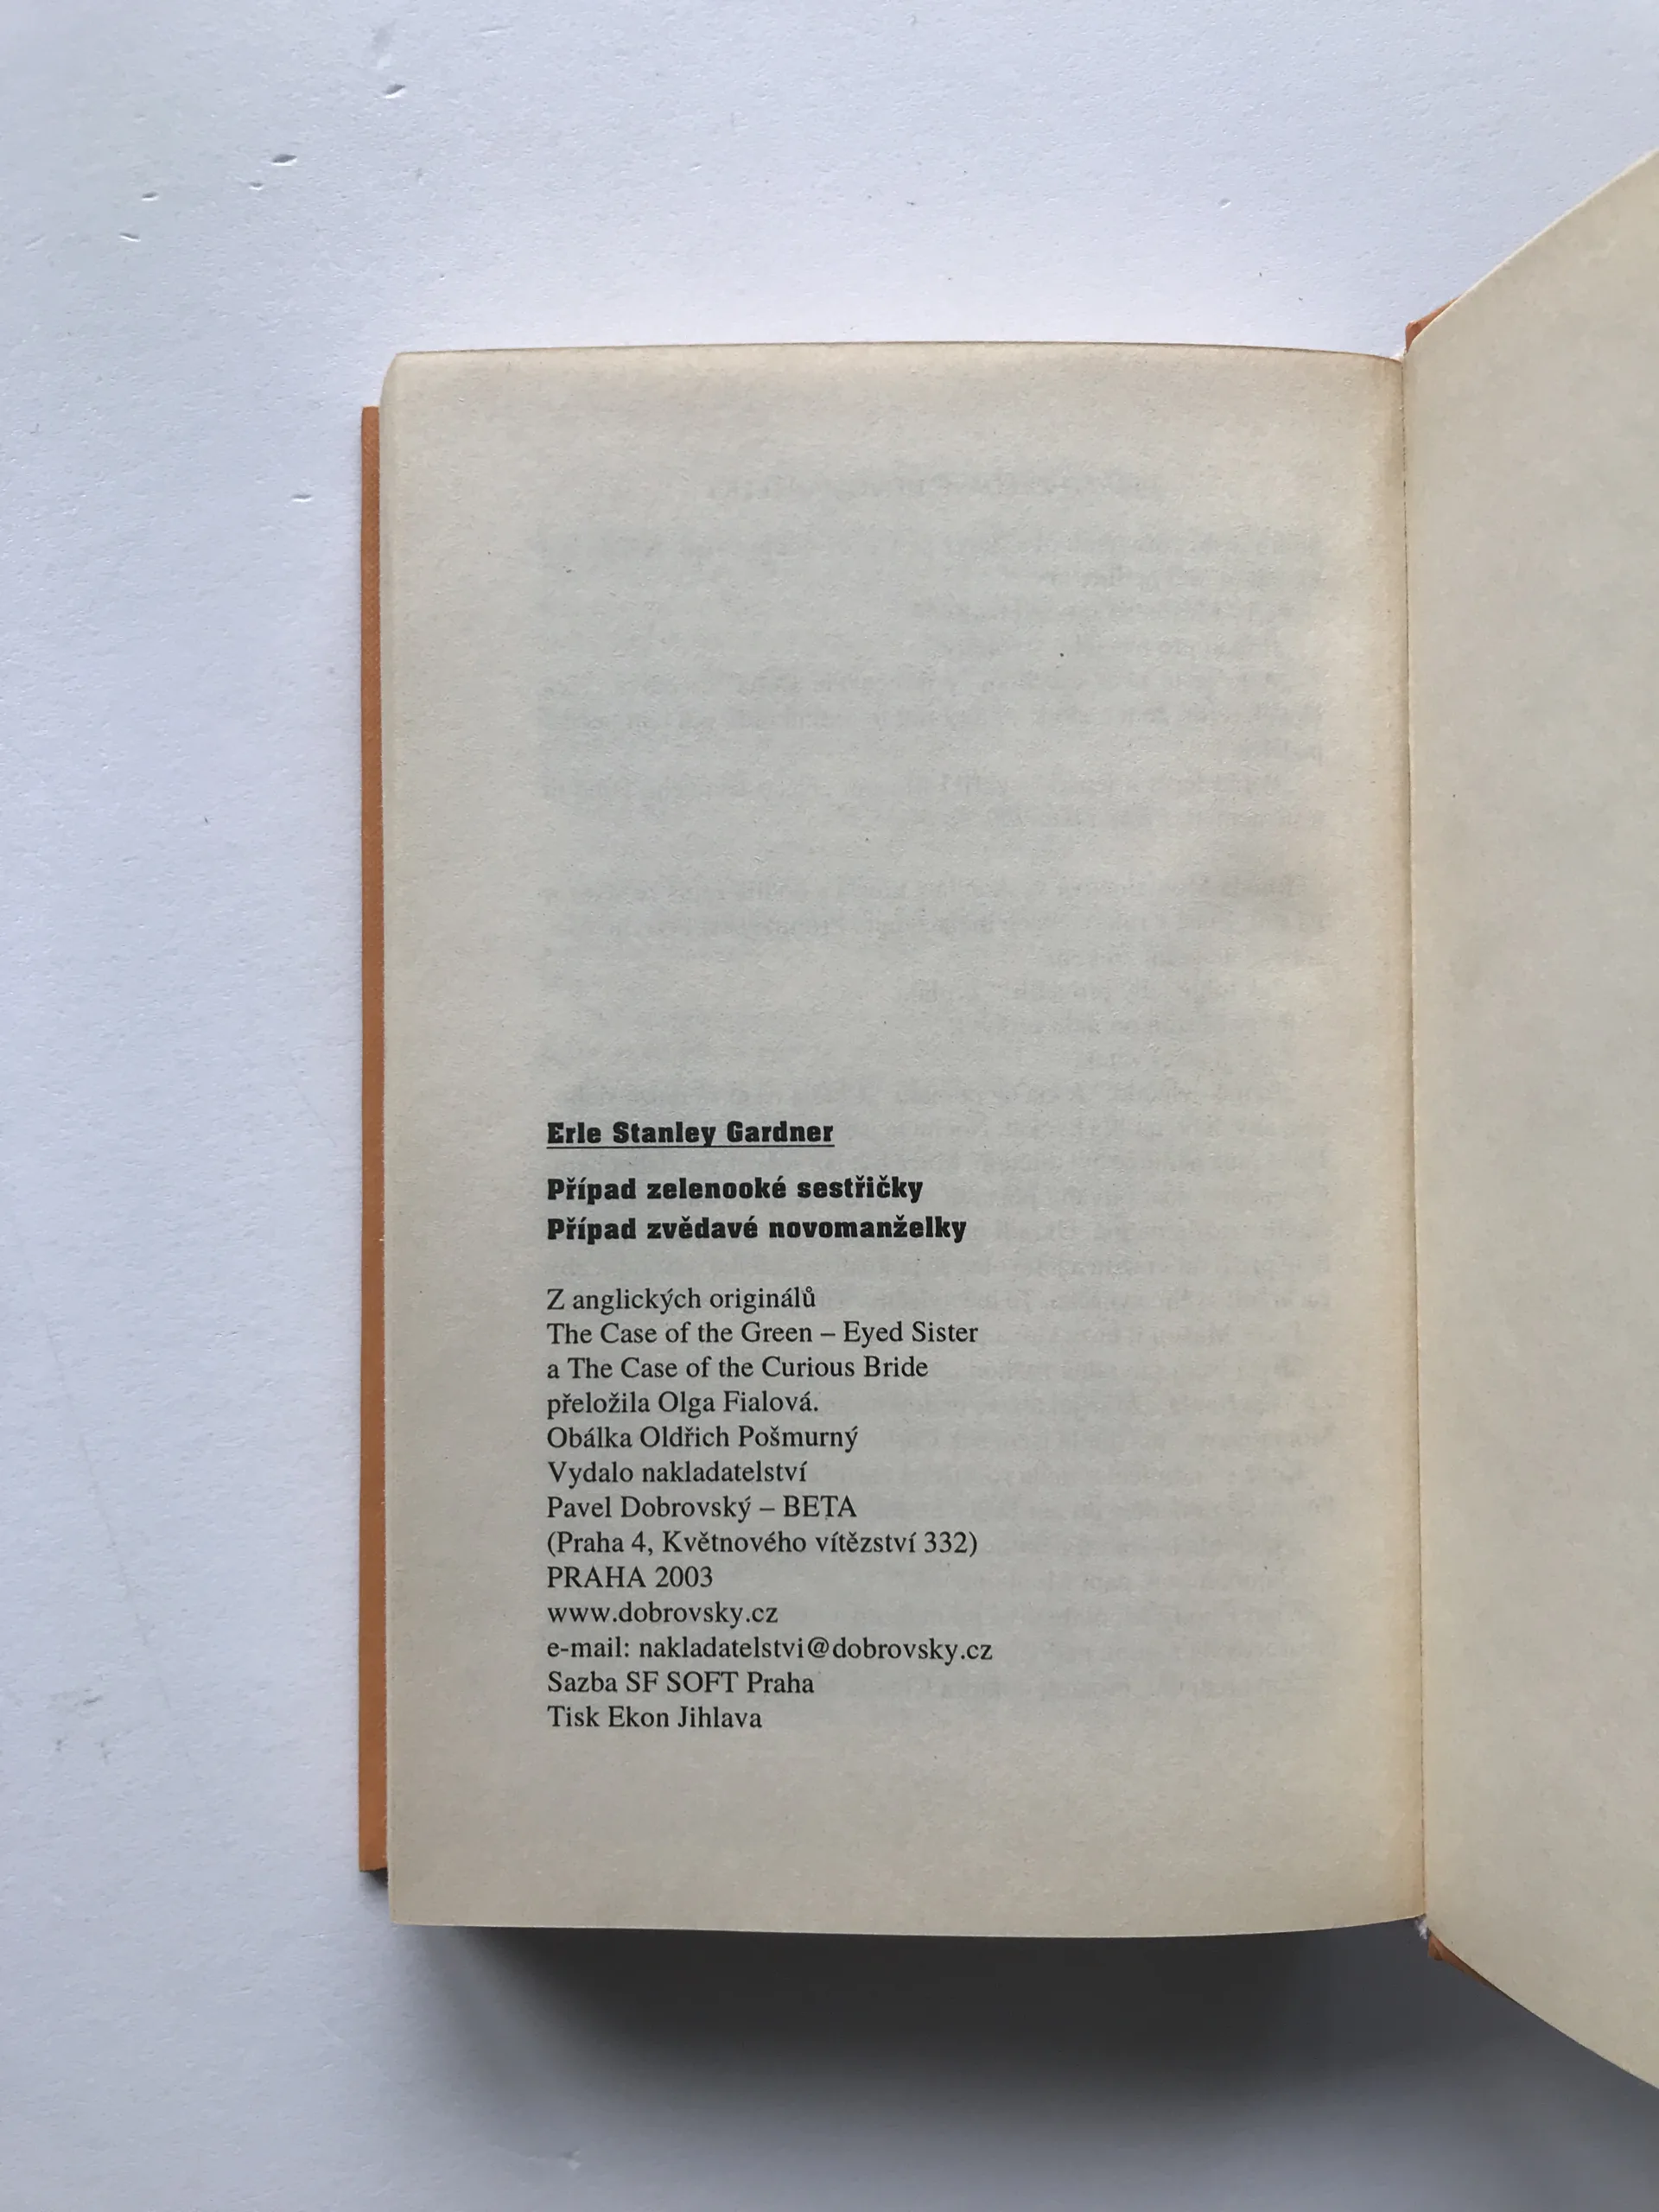 Erle Stanley Gardner
Případ zelenooké sestřičky
Případ zvědavé novomanželky
Z anglických originálů
The Case of the Green – Eyed Sister
a The Case of the Curious Bride
přeložila Olga Fialová.
Obálka Oldřich Pošmurný
Vydalo nakladatelství
Pavel Dobrovský – BETA
(Praha 4, Květnového vítězství 332)
PRAHA 2003
www.dobrovsky.cz
e-mail: nakladatelstvi@dobrovsky.cz
Sazba SF SOFT Praha
Tisk Ekon Jihlava